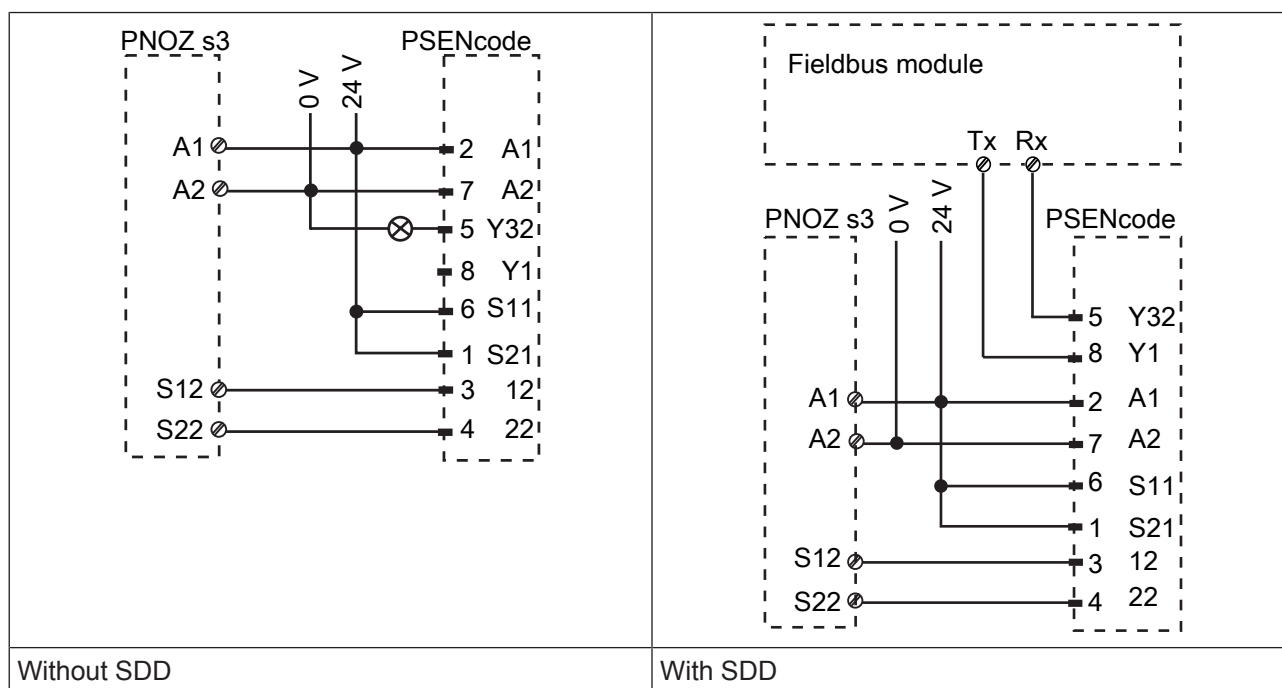 PNOZ s3
PSENcode
0 V
24 V
A1
2 A1
A2
7 A2
5 Y32
8 Y1
6 S11
1 S21
S12
3 12
S22
4 22
Without SDD
Fieldbus module
Tx Rx
PNOZ s3
0 V
24 V
PSENcode
5 Y32
8 Y1
A1
2 A1
A2
7 A2
6 S11
1 S21
S12
3 12
S22
4 22
With SDD